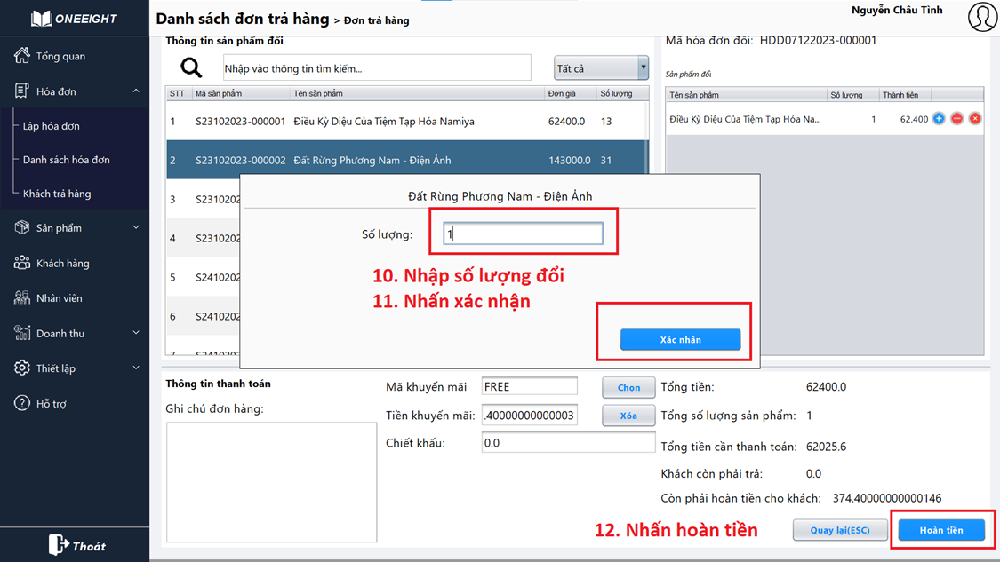 ONEEIGHT
Danh sách đơn trả hàng > Đơn trả hàng
Nguyễn Châu Tình
Tổng quan
Hóa đơn
Lập hóa đơn
Danh sách hóa đơn
Khách trả hàng
Sản phẩm
Khách hàng
Nhân viên
Doanh thu
Thiết lập
Hỗ trợ
Thoát
Thông tin sản phẩm đổi
Nhập vào thông tin tìm kiếm...
Tất cả
STT Mã sản phẩm Tên sản phẩm Đơn giá Số lượng
1 S23102023-000001 Điều Kỳ Diệu Của Tiệm Tạp Hóa Namiya 62400.0 13
2 S23102023-000002 Đất Rừng Phương Nam - Điện Ảnh 143000.0 31
3 S2310202
4 S2310202
5 S2410202
6 S2410202
7 S2410202
Mã hóa đơn đổi: HDD07122023-000001
Sản phẩm đổi
Tên sản phẩm Số lượng Thành tiền
Điều Kỳ Diệu Của Tiệm Tạp Hóa Na... 1 62,400
Đất Rừng Phương Nam - Điện Ảnh
Số lượng: 1
10. Nhập số lượng đổi
11. Nhấn xác nhận
Xác nhận
Thông tin thanh toán
Ghi chú đơn hàng:
Mã khuyến mãi FREE Chọn
Tiền khuyến mãi: .40000000000003 Xóa
Chiết khấu: 0.0
Tổng tiền: 62400.0
Tổng số lượng sản phẩm: 1
Tổng tiền cần thanh toán: 62025.6
Khách còn phải trả: 0.0
Còn phải hoàn tiền cho khách: 374.40000000000146
12. Nhấn hoàn tiền
Quay lại(ESC)
Hoàn tiền